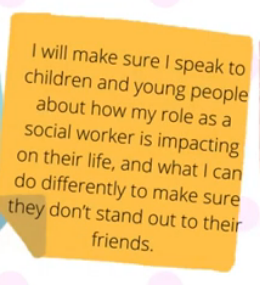 I will make sure I speak to
children and young people
about how my role as a
social worker is impacting
on their life, and what I can
do differently to make sure
they don't stand out to their
friends.